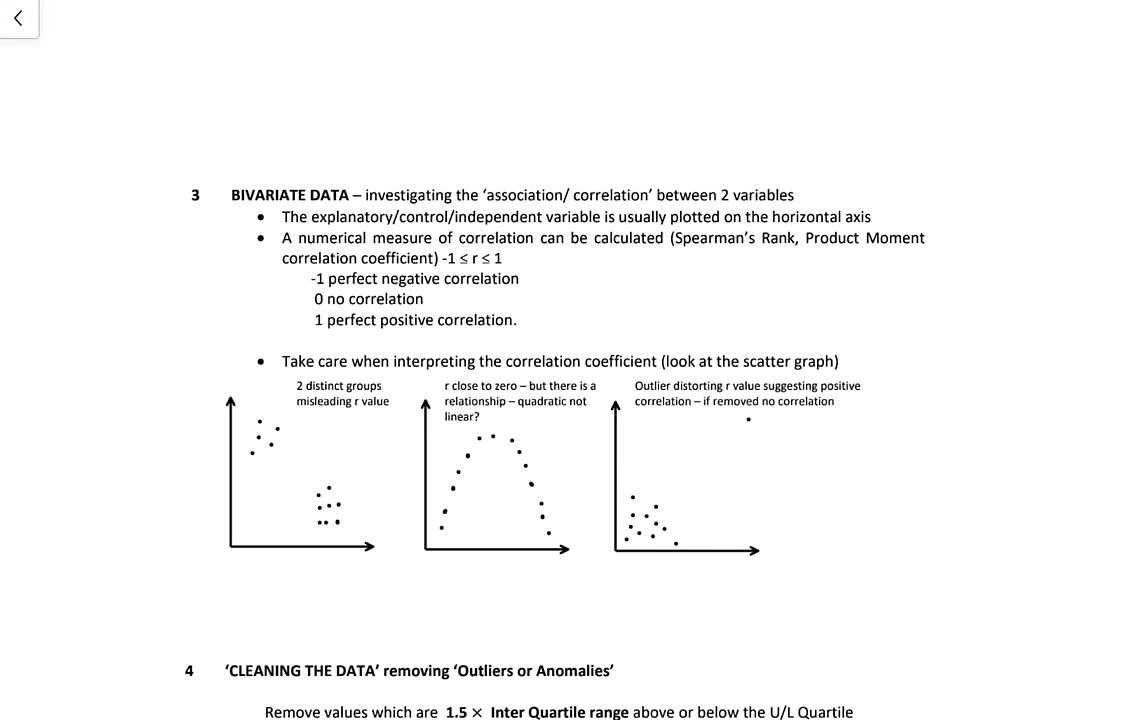 3 BIVARIATE DATA – investigating the ‘association/ correlation’ between 2 variables
• The explanatory/control/independent variable is usually plotted on the horizontal axis
• A numerical measure of correlation can be calculated (Spearman’s Rank, Product Moment
correlation coefficient) -1 ≤ r ≤ 1
-1 perfect negative correlation
0 no correlation
1 perfect positive correlation.
• Take care when interpreting the correlation coefficient (look at the scatter graph)
2 distinct groups
misleading r value
r close to zero – but there is a
relationship – quadratic not
linear?
Outlier distorting r value suggesting positive
correlation – if removed no correlation
4 ‘CLEANING THE DATA’ removing ‘Outliers or Anomalies’
Remove values which are 1.5 × Inter Quartile range above or below the U/L Quartile